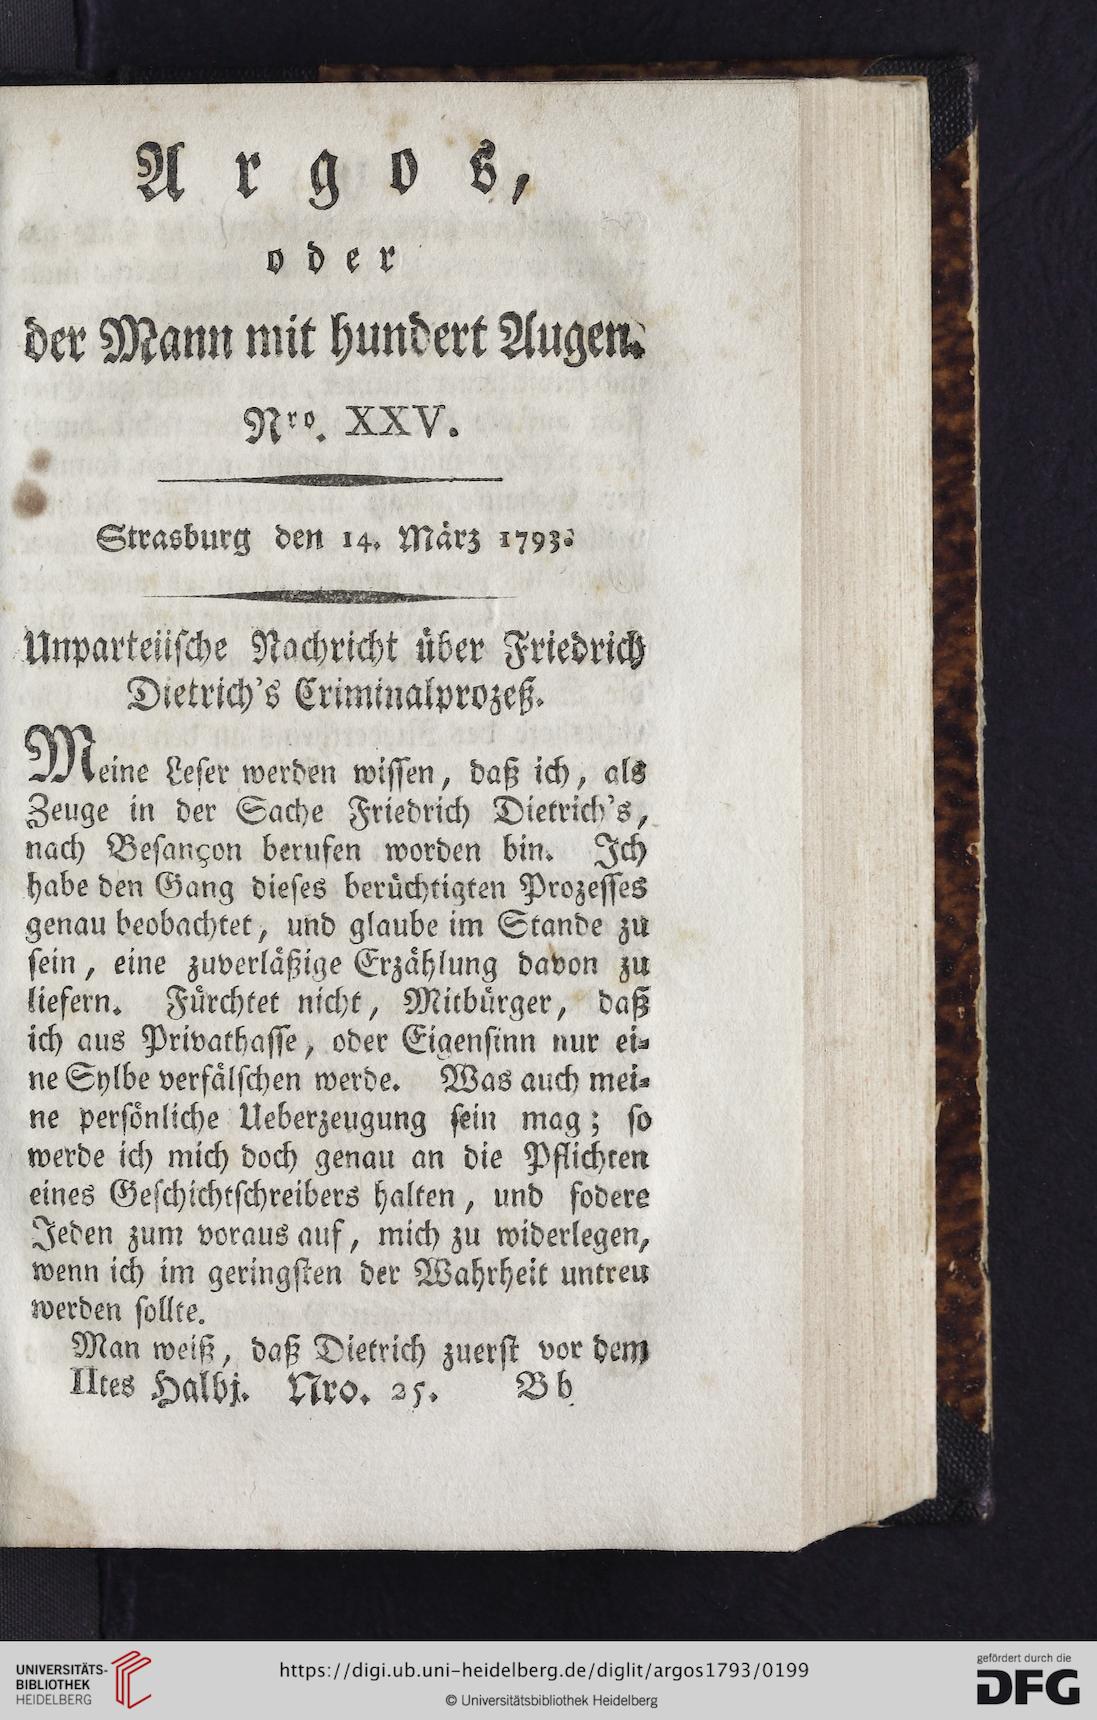 Argos,
oder
der Mann mit hundert Augen.
Nro. XXV.
Strasburg den 14. März 1793.
Unparteiische Nachricht über Friedrich
Dietrich's Criminalprozeß.
Meine Leser werden wissen, daß ich, als
Zeuge in der Sache Friedrich Dietrich's,
nach Besançon berufen worden bin. Ich
habe den Gang dieses berüchtigten Prozesses
genau beobachtet, und glaube im Stande zu
sein, eine zuverläßige Erzählung davon zu
liefern. Fürchtet nicht, Mitbürger, daß
ich aus Privathasse, oder Eigensinn nur ei-
ne Sylbe verfälschen werde. Was auch mei-
ne persönliche Ueberzeugung sein mag; so
werde ich mich doch genau an die Pflichten
eines Geschichtschreibers halten, und fodere
Jeden zum voraus auf, mich zu widerlegen,
wenn ich im geringsten der Wahrheit untreu
werden sollte.
Man weiß, daß Dietrich zuerst vor dem
IItes Halbj. Nro. 25. Bb
UNIVERSITÄTS-
BIBLIOTHEK
HEIDELBERG
https://digi.ub.uni-heidelberg.de/diglit/argos1793/0199
© Universitätsbibliothek Heidelberg
gefördert durch die
DFG